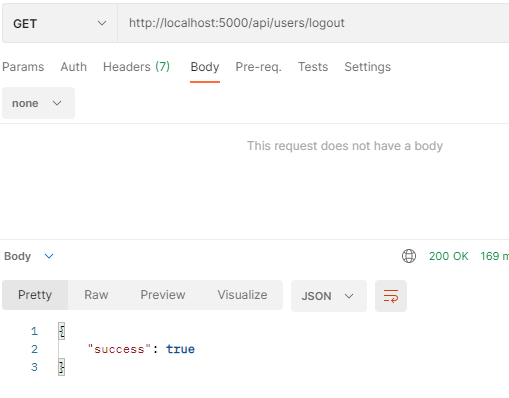 GET http://localhost:5000/api/users/logout
Params Auth Headers (7) Body Pre-req. Tests Settings
none
This request does not have a body
Body 200 OK 169 m
Pretty Raw Preview Visualize JSON
1 {
2 "success": true
3 }